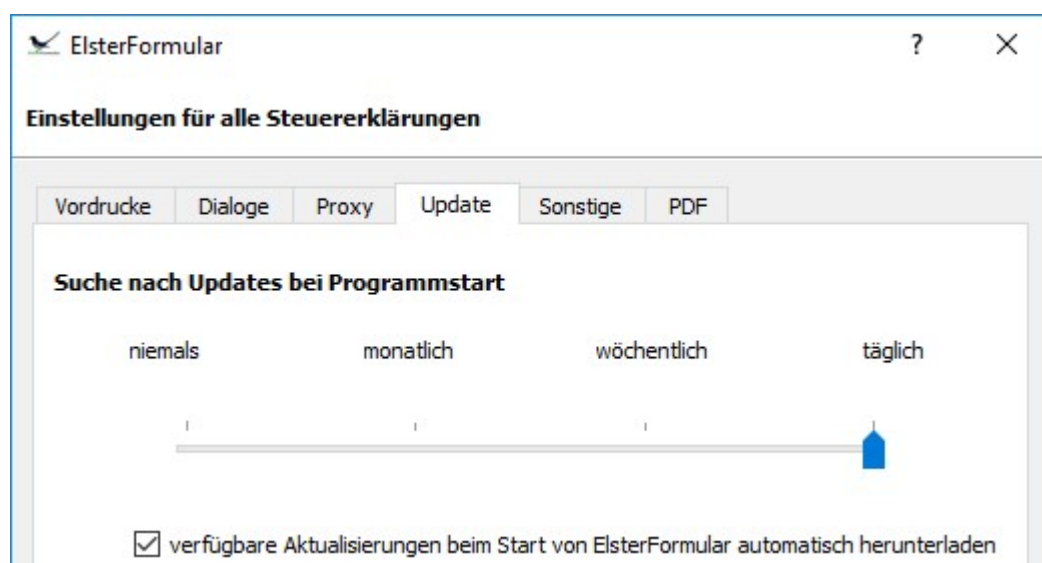 ElsterFormular ?
Einstellungen für alle Steuererklärungen
Vordrucke Dialoge Proxy Update Sonstige PDF
Suche nach Updates bei Programmstart
niemals monatlich wöchentlich täglich
verfügbare Aktualisierungen beim Start von ElsterFormular automatisch herunterladen